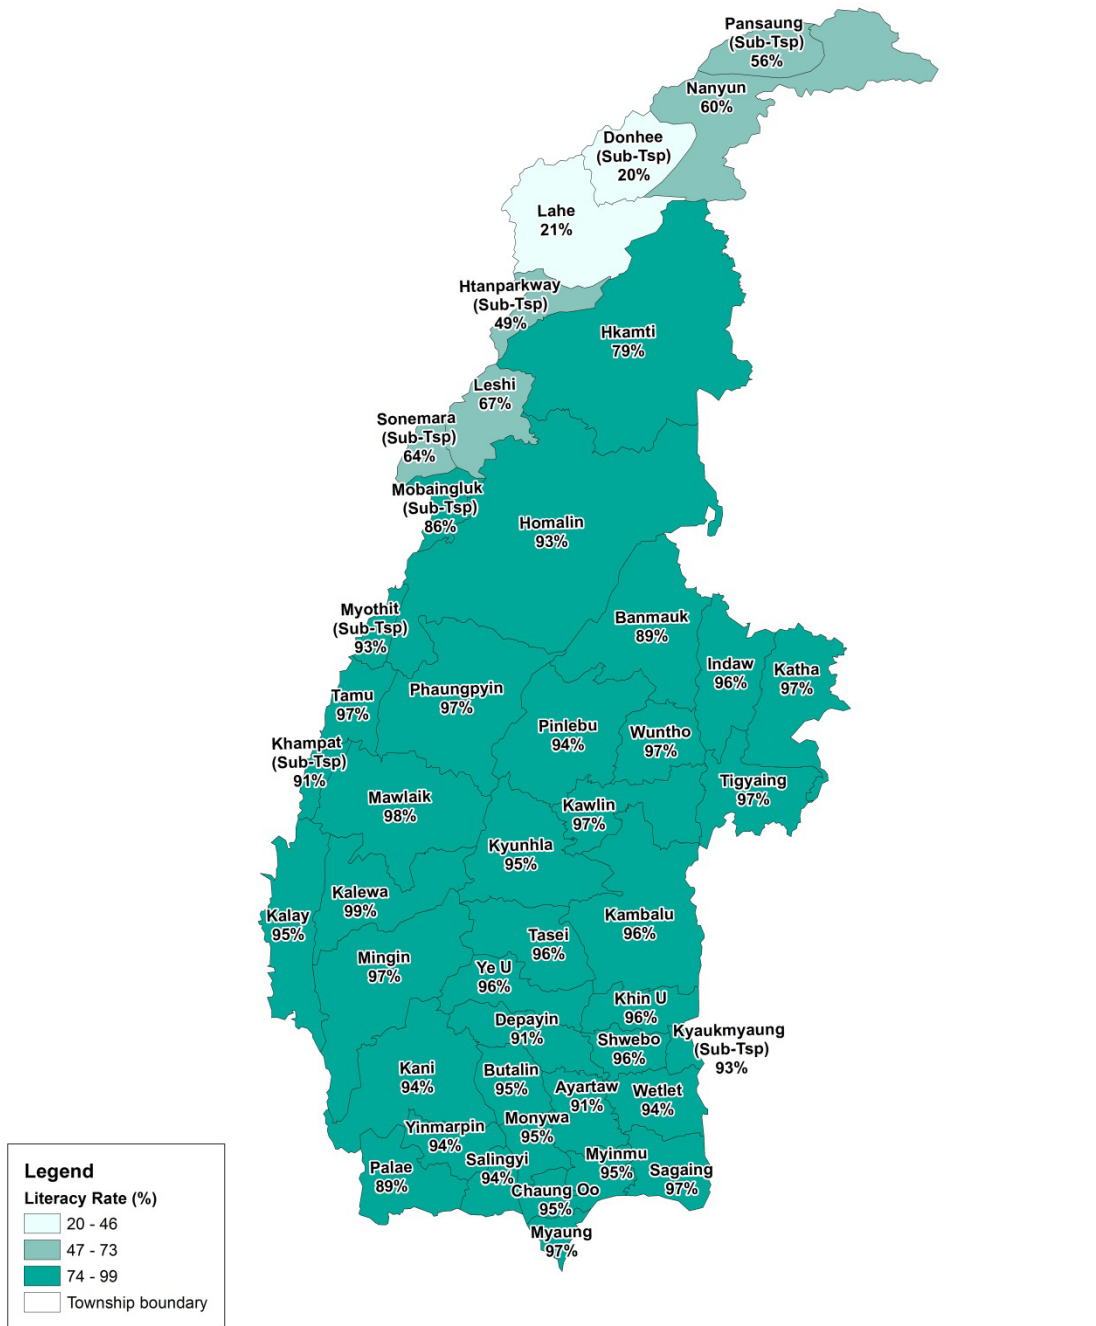 Pansaung
(Sub-Tsp)
56%
Nanyun
60%
Donhee
(Sub-Tsp)
20%
Lahe
21%
Htanparkway
(Sub-Tsp)
49%
Hkamti
79%
Leshi
67%
Sonemara
(Sub-Tsp)
64%
Mobaingluk
(Sub-Tsp)
86%
Homalin
93%
Myothit
(Sub-Tsp)
93%
Banmauk
89%
Indaw
96%
Katha
97%
Tamu
97%
Phaungpyin
97%
Pinlebu
94%
Wuntho
97%
Khampat
(Sub-Tsp)
91%
Tigyaing
97%
Mawlaik
98%
Kawlin
97%
Kyunhla
95%
Kalewa
99%
Kalay
95%
Kambalu
96%
Tasei
96%
Mingin
97%
Ye U
96%
Khin U
96%
Depayin
91%
Shwebo
96%
Kyaukmyaung
(Sub-Tsp)
93%
Kani
94%
Butalin
95%
Ayartaw
91%
Wetlet
94%
Monywa
95%
Yinmarpin
94%
Salingyi
94%
Myinmu
95%
Sagaing
97%
Palae
89%
Chaung Oo
95%
Myaung
97%
Legend
Literacy Rate (%)
20 - 46
47 - 73
74 - 99
Township boundary